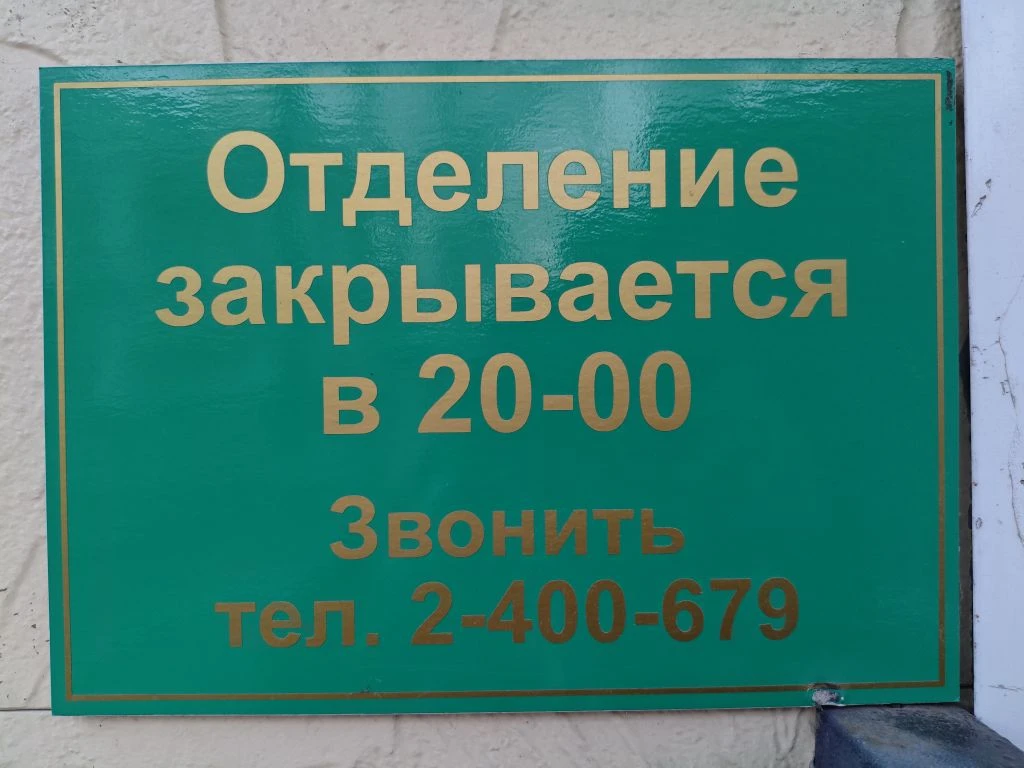 Отделение
закрывается
в 20-00
Звонить
тел. 2-400-679